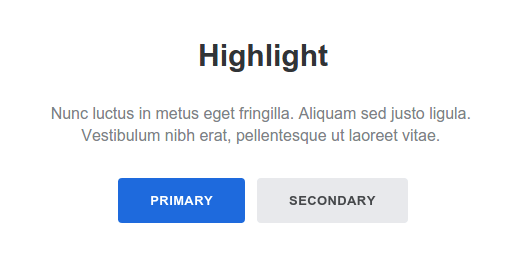 Highlight
Nunc luctus in metus eget fringilla. Aliquam sed justo ligula.
Vestibulum nibh erat, pellentesque ut laoreet vitae.
PRIMARY
SECONDARY